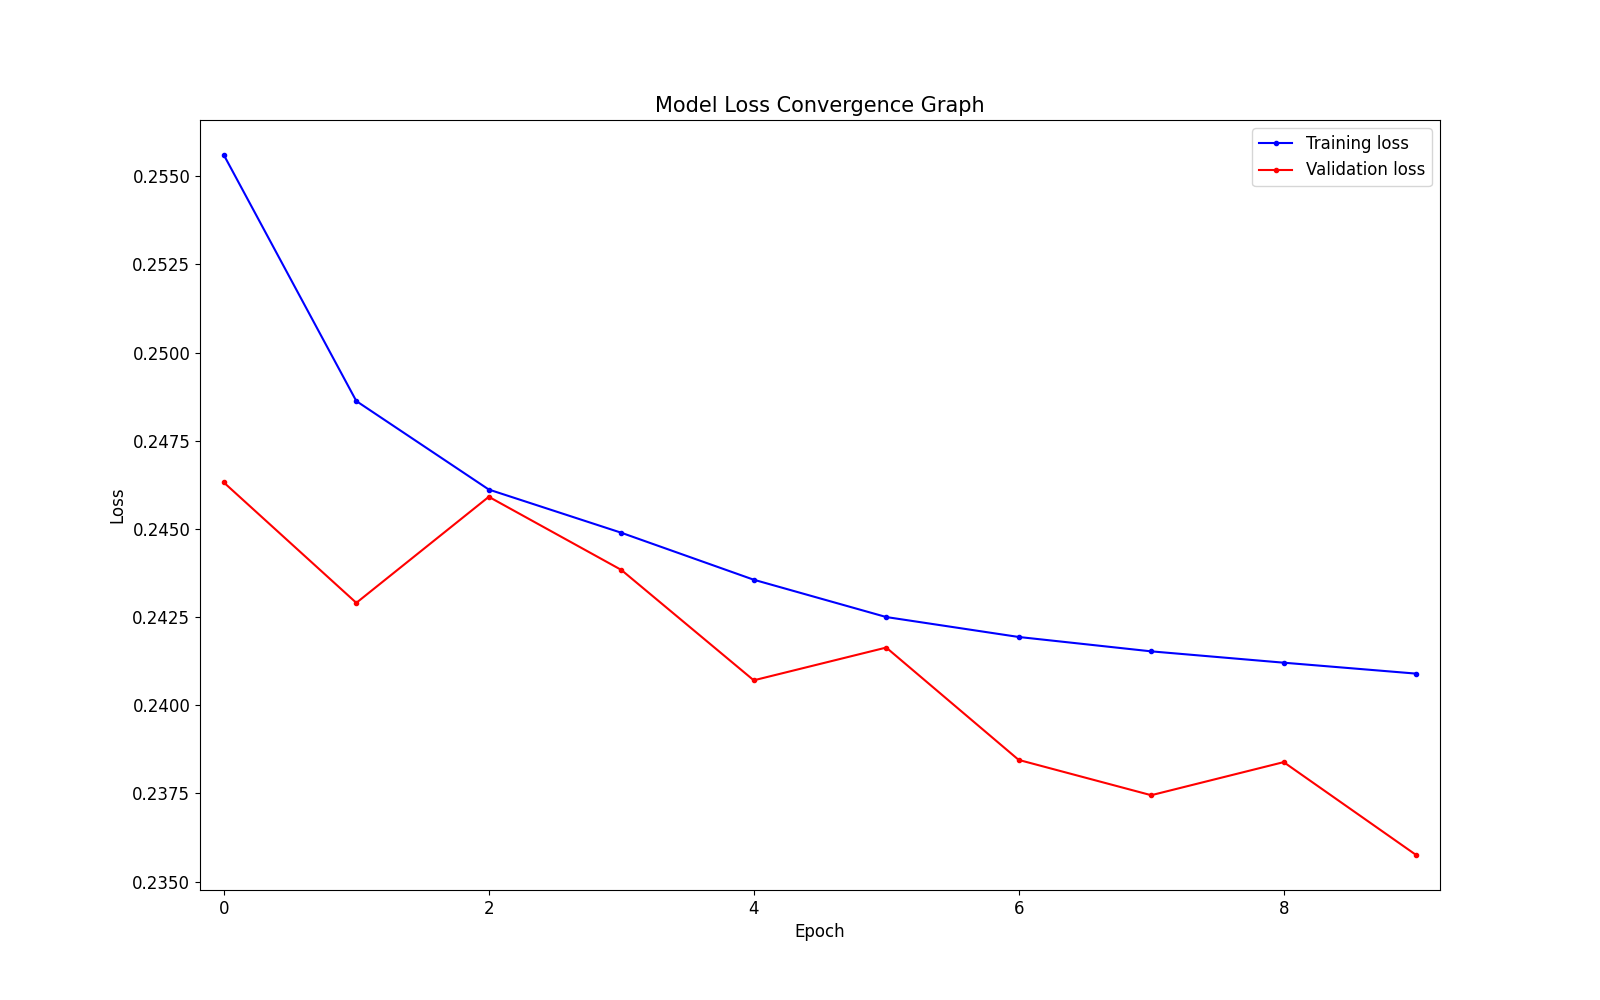 Model Loss Convergence Graph
Training loss
Validation loss
0.2550
0.2525
0.2500
0.2475
0.2450
0.2425
0.2400
0.2375
0.2350
Loss
0 2 4 6 8
Epoch